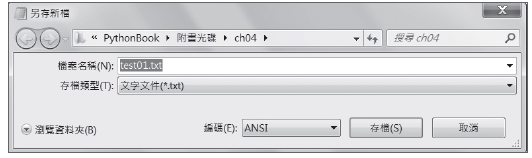 另存新檔
« PythonBook ▸ 附書光碟 ▸ ch04 ▸ 搜尋 ch04
檔案名稱(N): test01.txt
存檔類型(T): 文字文件(*.txt)
瀏覽資料夾(B) 編碼(E): ANSI 存檔(S) 取消